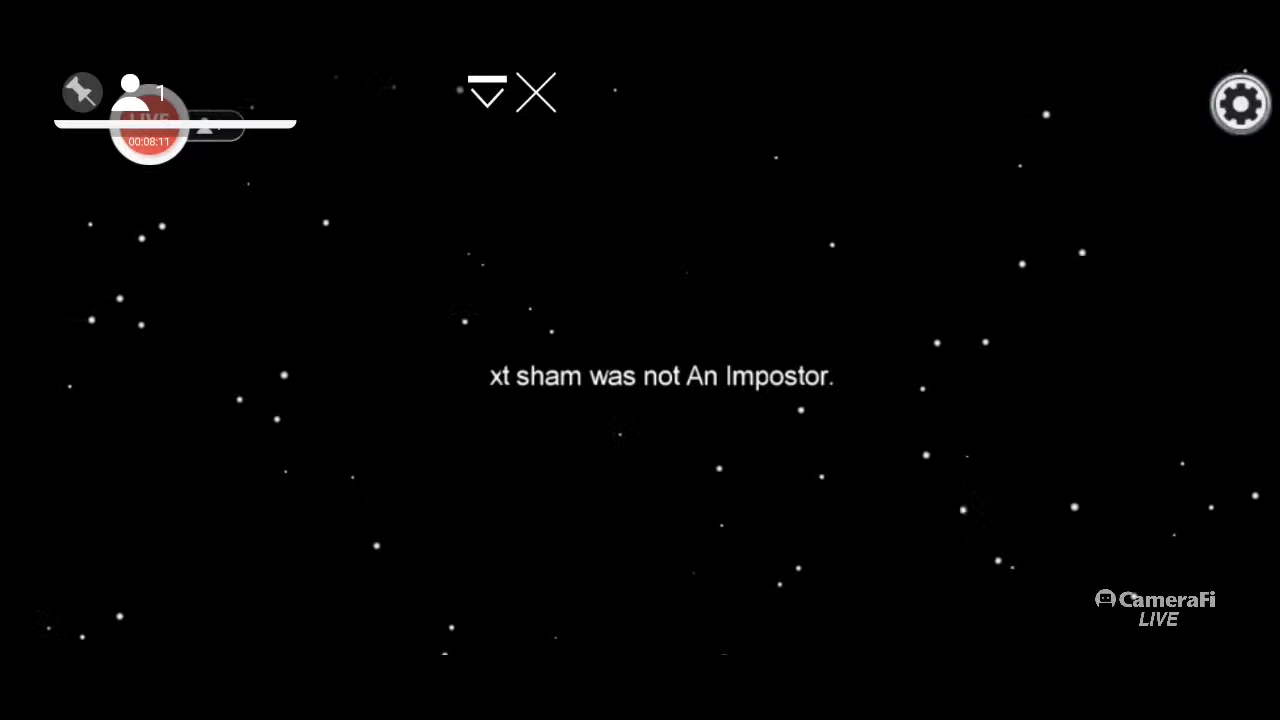 1
LIVE
00:08:11
xt sham was not An Impostor.
CameraFi
LIVE